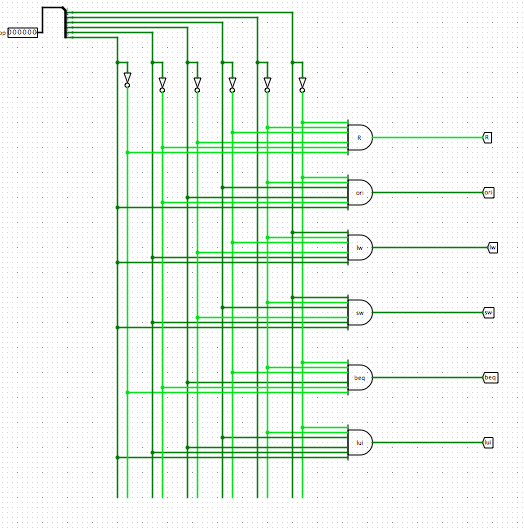 op 000000
R R
ori ori
lw lw
sw sw
beq beq
lui lui